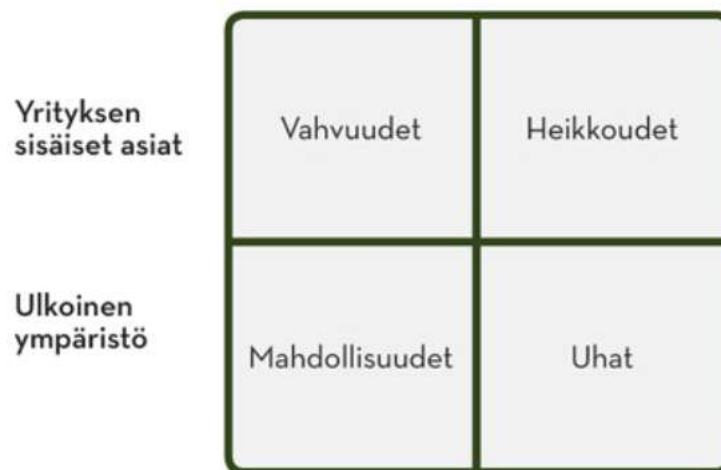 Yrityksen
sisäiset asiat
Vahvuudet
Heikkoudet
Ulkoinen
ympäristö
Mahdollisuudet
Uhat